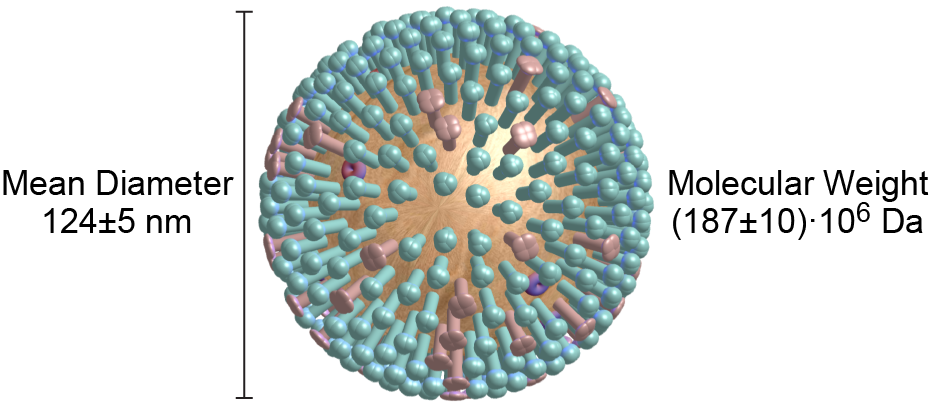 Mean Diameter
124±5 nm
Molecular Weight
(187±10)·10⁶ Da